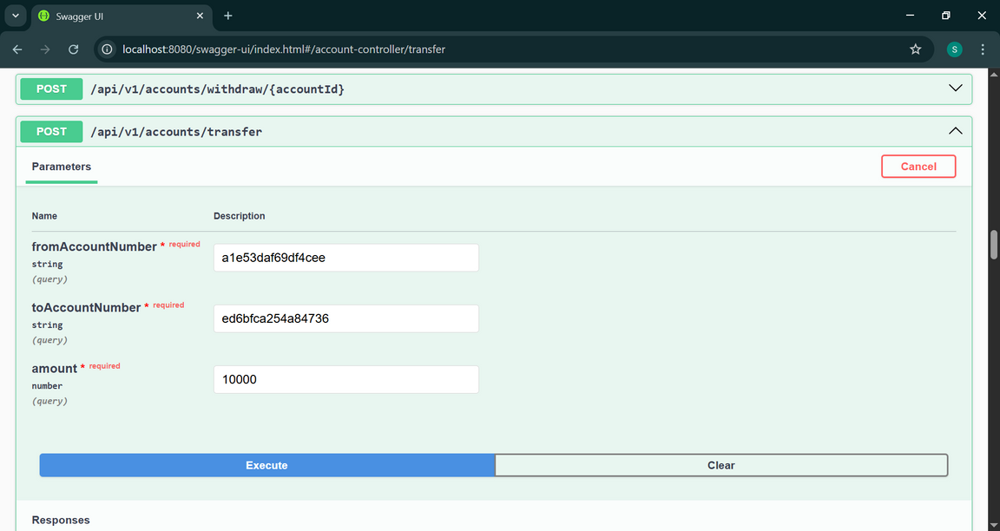 Swagger UI
localhost:8080/swagger-ui/index.html#/account-controller/transfer
S
POST /api/v1/accounts/withdraw/{accountId}
POST /api/v1/accounts/transfer
Parameters
Cancel
Name Description
fromAccountNumber * required
string
(query)
a1e53daf69df4cee
toAccountNumber * required
string
(query)
ed6bfca254a84736
amount * required
number
(query)
10000
Execute Clear
Responses